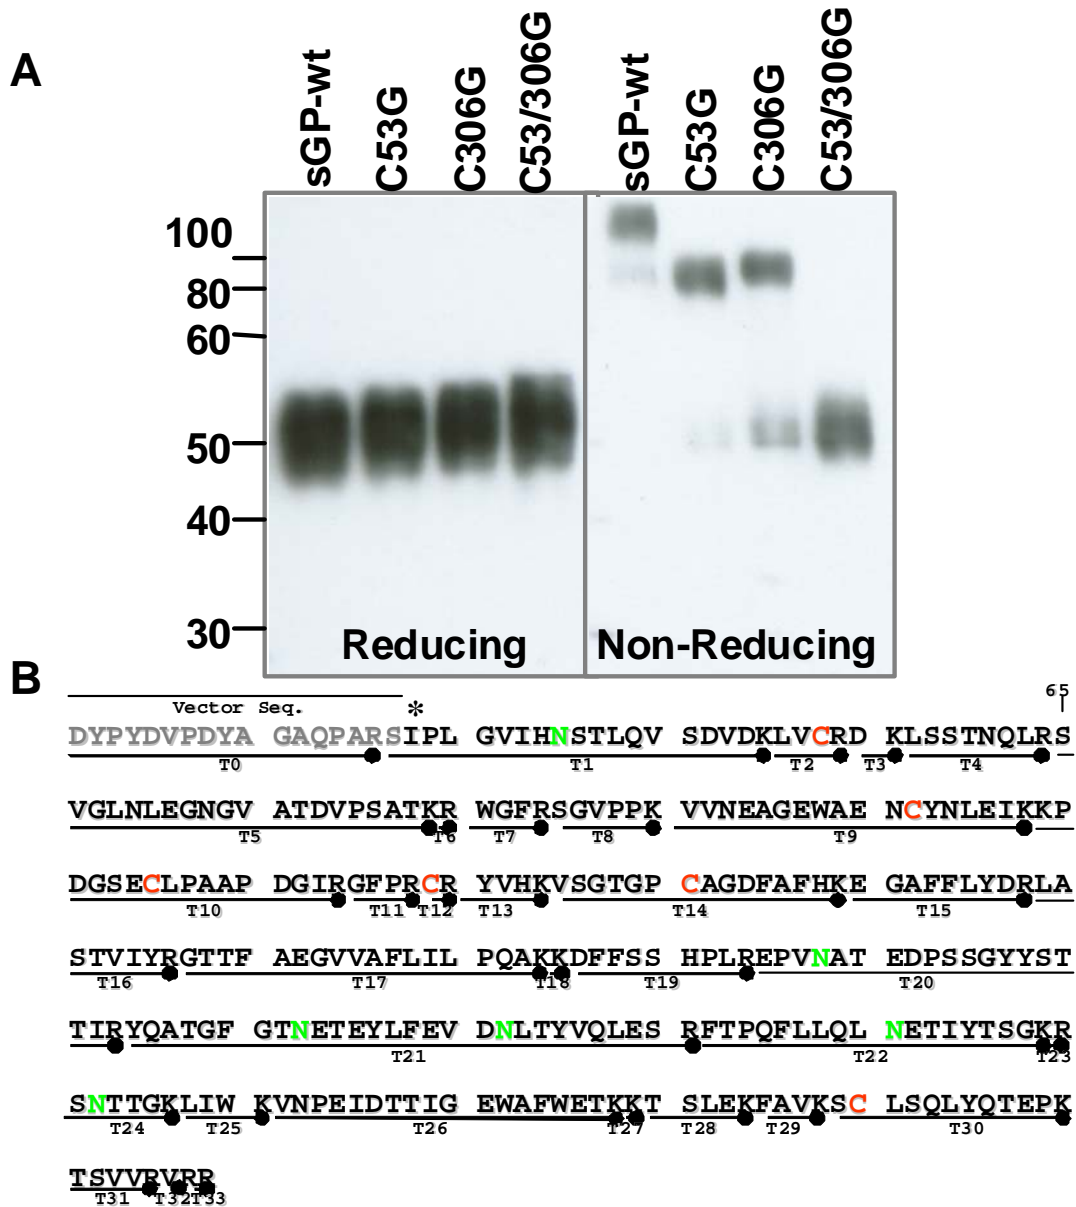 A
sGP-wt C53G C306G C53/306G sGP-wt C53G C306G C53/306G
100
80
60
50
40
30
Reducing Non-Reducing
B
Vector Seq. * 65
DYPYDVPDYA GAQPARSIPL GVIHNSTLQV SDVDKLVCRD KLSSTNQLRS
T0 T1 T2 T3 T4
VGLNLEGNGV ATDVPSATKR WGFRSGVPPK VVNEAGEWAE NCYNLEIKKP
T5 T6 T7 T8 T9
DGSECLPAAP DGIRGFPRCR YVHKVSGTGP CAGDFAFHKE GAFFLYDRLA
T10 T11 T12 T13 T14 T15
STVIYRGTTF AEGVVAFLIL PQAKKDFFSS HPLREPVNAT EDPSSGYYST
T16 T17 T18 T19 T20
TIRYQATGF GTNETEYLFEV DNLTYVQLES RFTPQFLLQL NETIYTSGKR
T21 T22 T23
SNTTGKLIW KVNPEIDTTIG EWAFWETKKT SLEKFAVKSC LSQLYQTEPK
T24 T25 T26 T27 T28 T29 T30
TSVVRVRR
T31 T32 T33